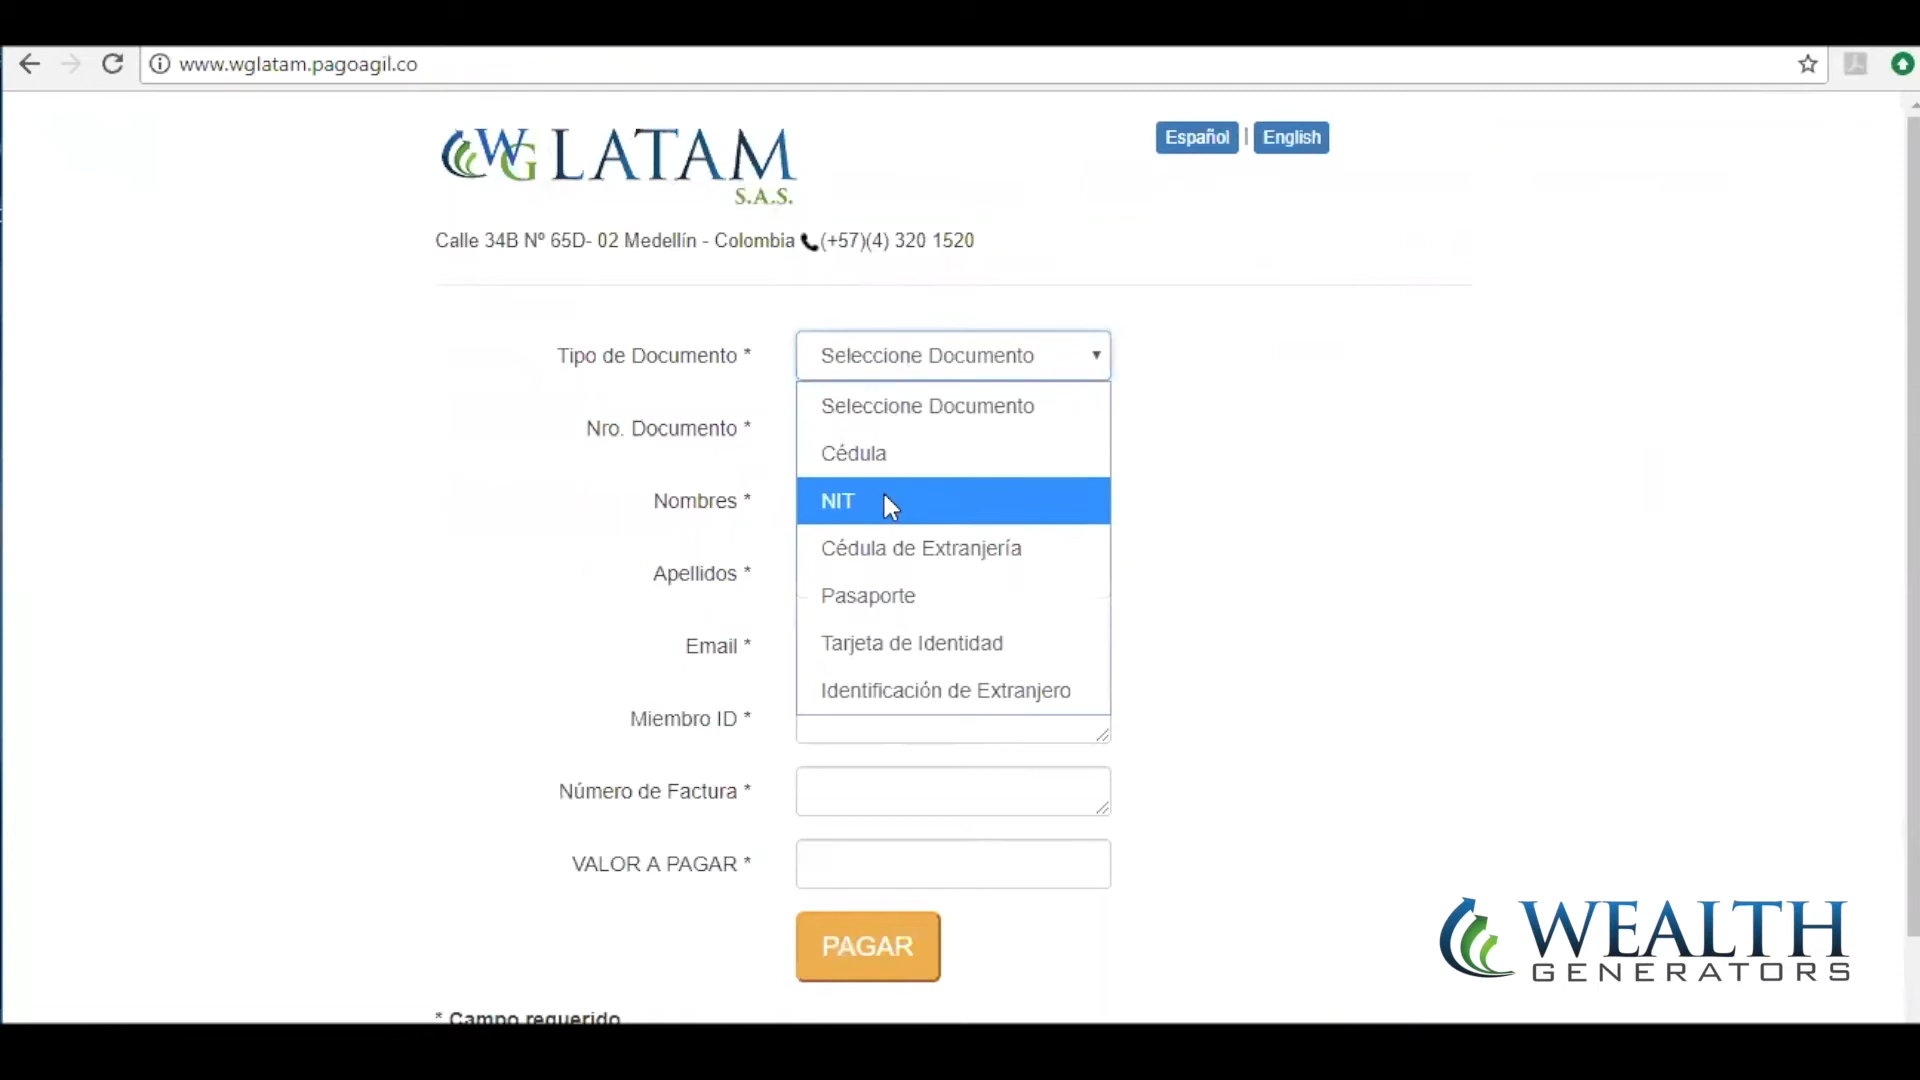 www.wglatam.pagoagil.co
WG LATAM
S.A.S.
Español | English
Calle 34B Nº 65D- 02 Medellín - Colombia (+57)(4) 320 1520
Tipo de Documento *
Seleccione Documento
Seleccione Documento
Nro. Documento *
Cédula
Nombres *
NIT
Cédula de Extranjería
Apellidos *
Pasaporte
Email *
Tarjeta de Identidad
Identificación de Extranjero
Miembro ID *
Número de Factura *
VALOR A PAGAR *
PAGAR
WEALTH
GENERATORS
* Campo requerido